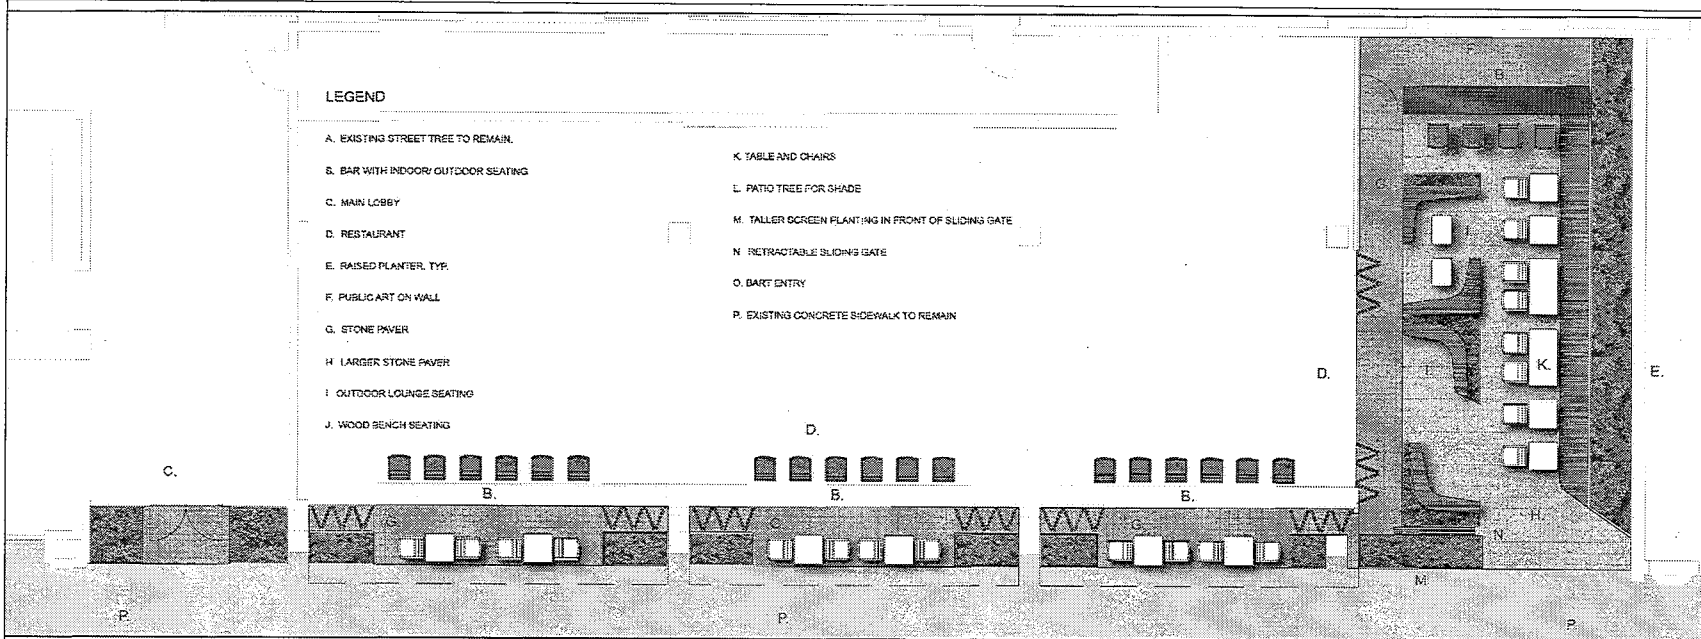 LEGEND
A. EXISTING STREET TREE TO REMAIN.
B. BAR WITH INDOOR/ OUTDOOR SEATING
C. MAIN LOBBY
D. RESTAURANT
E. RAISED PLANTER, TYP.
F. PUBLIC ART ON WALL
G. STONE PAVER
H. LARGER STONE PAVER
I. OUTDOOR LOUNGE SEATING
J. WOOD BENCH SEATING
K. TABLE AND CHAIRS
L. PATIO TREE FOR SHADE
M. TALLER SCREEN PLANTING IN FRONT OF SLIDING GATE
N. RETRACTABLE SLIDING GATE
O. BART ENTRY
P. EXISTING CONCRETE SIDEWALK TO REMAIN
F.
B.
G.
I.
D.
K.
E.
D.
C.
B.
B.
B.
G.
G.
H.
N.
M
P.
P.
P.